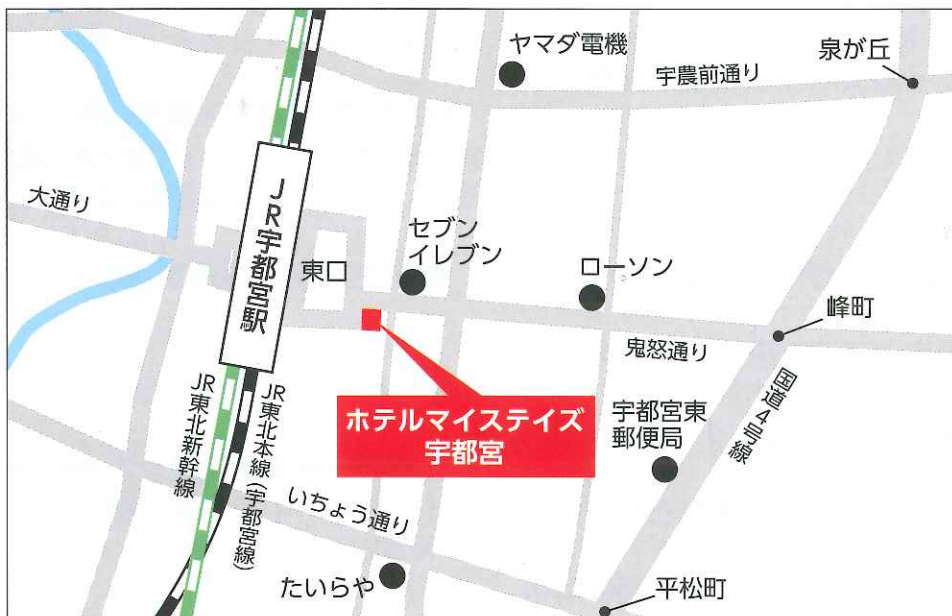 ヤマダ電機
泉が丘
宇農前通り
大通り
JR宇都宮駅
東口
セブン
イレブン
ローソン
峰町
鬼怒通り
国道4号線
ホテルマイステイズ
宇都宮
宇都宮東
郵便局
JR東北新幹線
JR東北本線(宇都宮線)
いちょう通り
たいらや
平松町